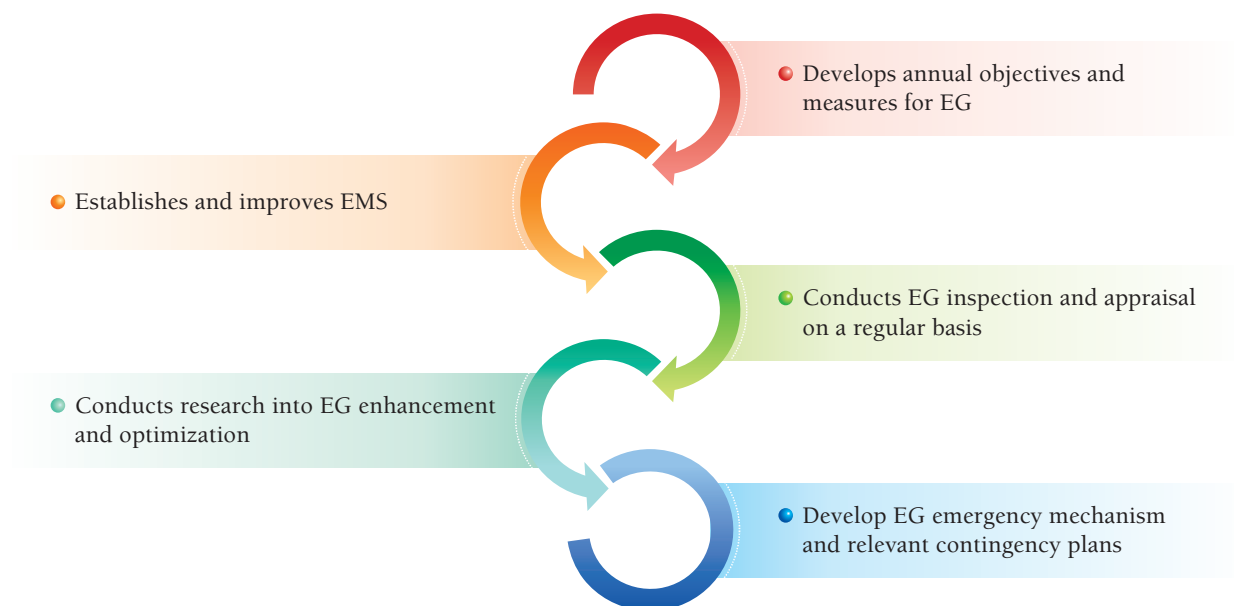 Develops annual objectives and
measures for EG
Establishes and improves EMS
Conducts EG inspection and appraisal
on a regular basis
Conducts research into EG enhancement
and optimization
Develop EG emergency mechanism
and relevant contingency plans